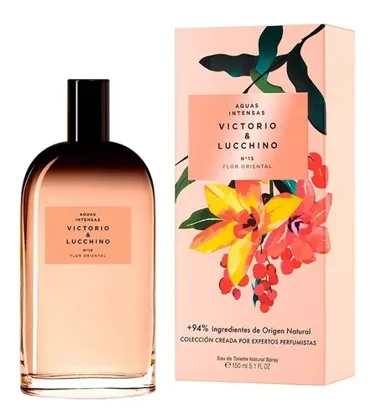 AGUAS
INTENSAS
VICTORIO
&
LUCCHINO
Nº15
FLOR ORIENTAL
AGUAS
INTENSAS
VICTORIO
&
LUCCHINO
Nº15
FLOR ORIENTAL
+94% Ingredientes de Origen Natural
COLECCIÓN CREADA POR EXPERTOS PERFUMISTAS
Eau de Toilette Natural Spray
℮150 ml 5.1 FL.OZ